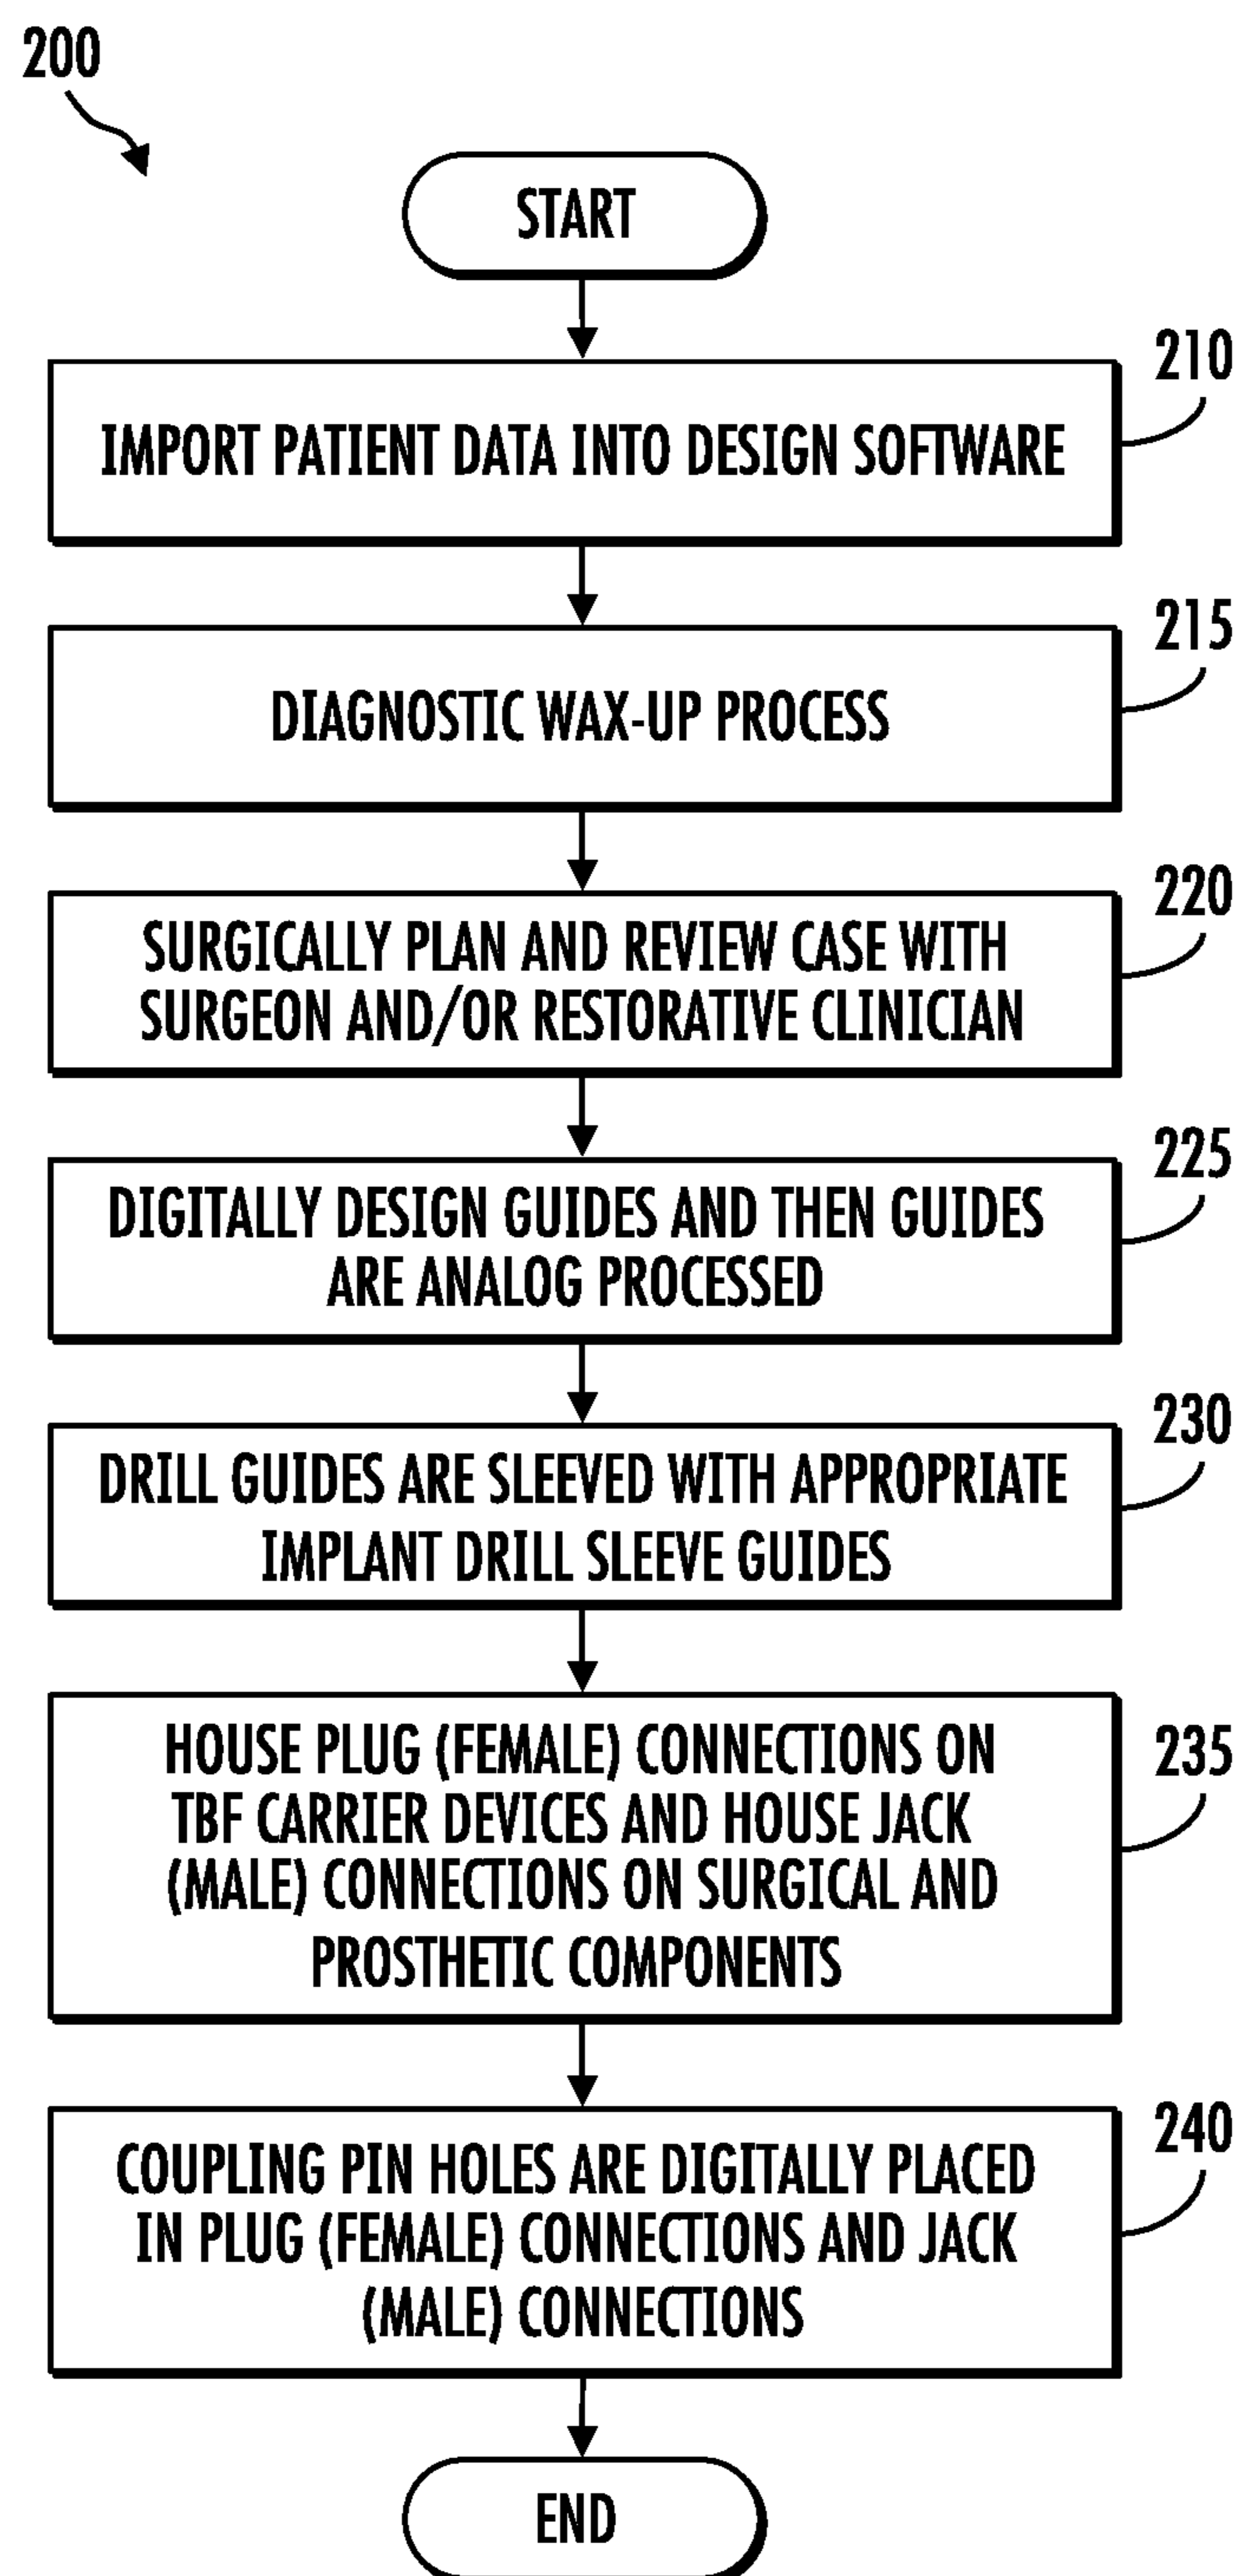 200
START
210
IMPORT PATIENT DATA INTO DESIGN SOFTWARE
215
DIAGNOSTIC WAX-UP PROCESS
220
SURGICALLY PLAN AND REVIEW CASE WITH
SURGEON AND/OR RESTORATIVE CLINICIAN
225
DIGITALLY DESIGN GUIDES AND THEN GUIDES
ARE ANALOG PROCESSED
230
DRILL GUIDES ARE SLEEVED WITH APPROPRIATE
IMPLANT DRILL SLEEVE GUIDES
235
HOUSE PLUG (FEMALE) CONNECTIONS ON
TBF CARRIER DEVICES AND HOUSE JACK
(MALE) CONNECTIONS ON SURGICAL AND
PROSTHETIC COMPONENTS
240
COUPLING PIN HOLES ARE DIGITALLY PLACED
IN PLUG (FEMALE) CONNECTIONS AND JACK
(MALE) CONNECTIONS
END